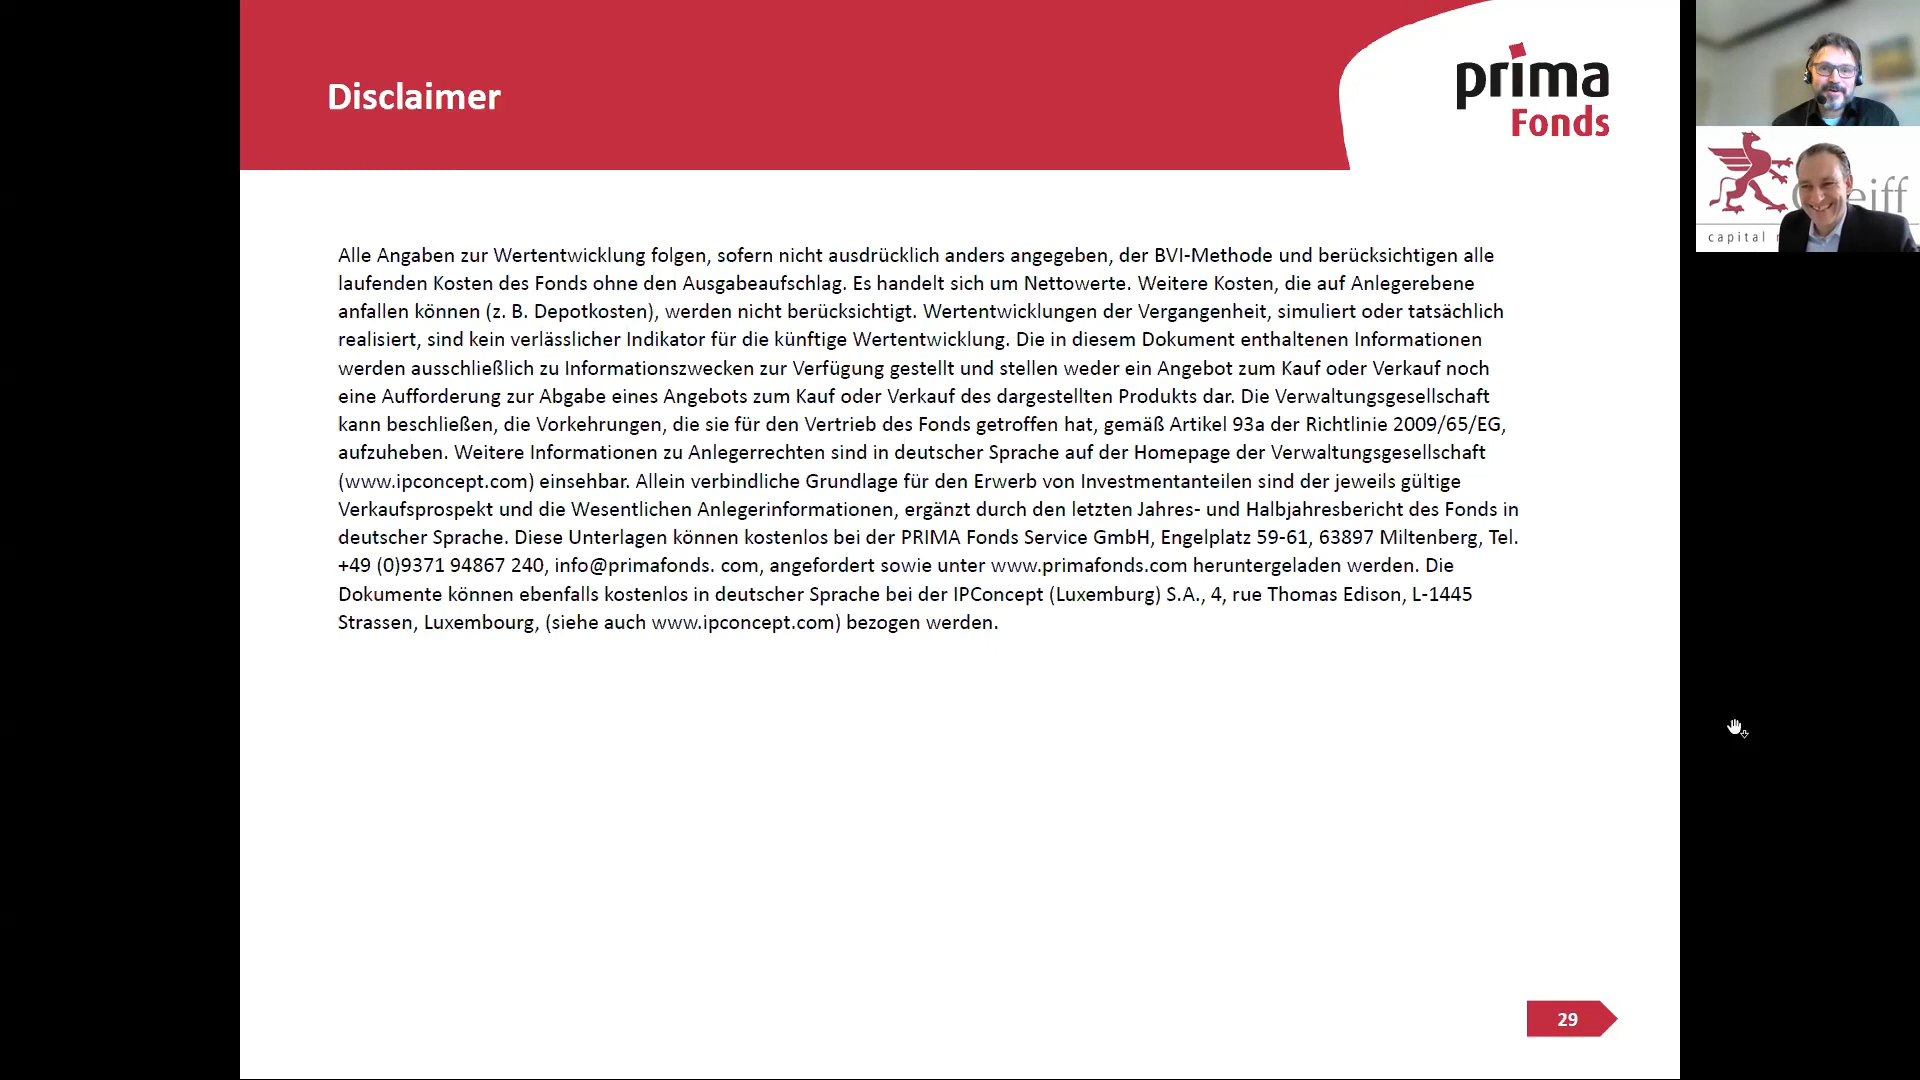 Disclaimer
prima
Fonds
Alle Angaben zur Wertentwicklung folgen, sofern nicht ausdrücklich anders angegeben, der BVI-Methode und berücksichtigen alle
laufenden Kosten des Fonds ohne den Ausgabeaufschlag. Es handelt sich um Nettowerte. Weitere Kosten, die auf Anlegerebene
anfallen können (z. B. Depotkosten), werden nicht berücksichtigt. Wertentwicklungen der Vergangenheit, simuliert oder tatsächlich
realisiert, sind kein verlässlicher Indikator für die künftige Wertentwicklung. Die in diesem Dokument enthaltenen Informationen
werden ausschließlich zu Informationszwecken zur Verfügung gestellt und stellen weder ein Angebot zum Kauf oder Verkauf noch
eine Aufforderung zur Abgabe eines Angebots zum Kauf oder Verkauf des dargestellten Produkts dar. Die Verwaltungsgesellschaft
kann beschließen, die Vorkehrungen, die sie für den Vertrieb des Fonds getroffen hat, gemäß Artikel 93a der Richtlinie 2009/65/EG,
aufzuheben. Weitere Informationen zu Anlegerrechten sind in deutscher Sprache auf der Homepage der Verwaltungsgesellschaft
(www.ipconcept.com) einsehbar. Allein verbindliche Grundlage für den Erwerb von Investmentanteilen sind der jeweils gültige
Verkaufsprospekt und die Wesentlichen Anlegerinformationen, ergänzt durch den letzten Jahres- und Halbjahresbericht des Fonds in
deutscher Sprache. Diese Unterlagen können kostenlos bei der PRIMA Fonds Service GmbH, Engelplatz 59-61, 63897 Miltenberg, Tel.
+49 (0)9371 94867 240, info@primafonds. com, angefordert sowie unter www.primafonds.com heruntergeladen werden. Die
Dokumente können ebenfalls kostenlos in deutscher Sprache bei der IPConcept (Luxemburg) S.A., 4, rue Thomas Edison, L-1445
Strassen, Luxembourg, (siehe auch www.ipconcept.com) bezogen werden.
29
eiff
capital